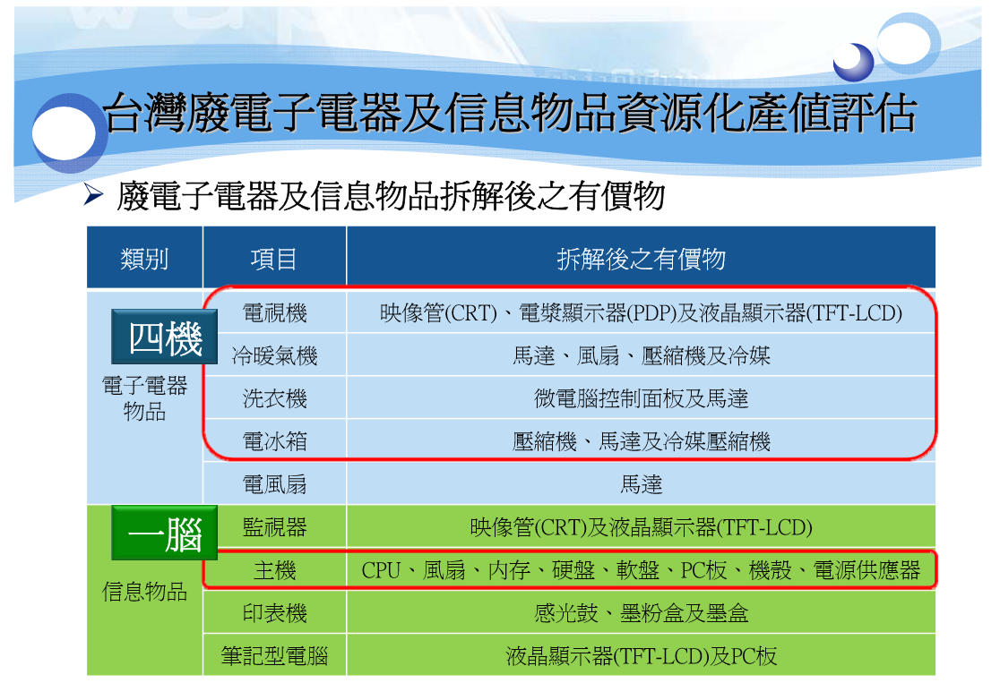 台灣廢電子電器及信息物品資源化產值評估
廢電子電器及信息物品拆解後之有價物
類別 項目 拆解後之有價物
四機
電子電器
物品
電視機 映像管(CRT)、電漿顯示器(PDP)及液晶顯示器(TFT-LCD)
冷暖氣機 馬達、風扇、壓縮機及冷媒
洗衣機 微電腦控制面板及馬達
電冰箱 壓縮機、馬達及冷媒壓縮機
電風扇 馬達
一腦
信息物品
監視器 映像管(CRT)及液晶顯示器(TFT-LCD)
主機 CPU、風扇、内存、硬盤、軟盤、PC板、機殼、電源供應器
印表機 感光鼓、墨粉盒及墨盒
筆記型電腦 液晶顯示器(TFT-LCD)及PC板